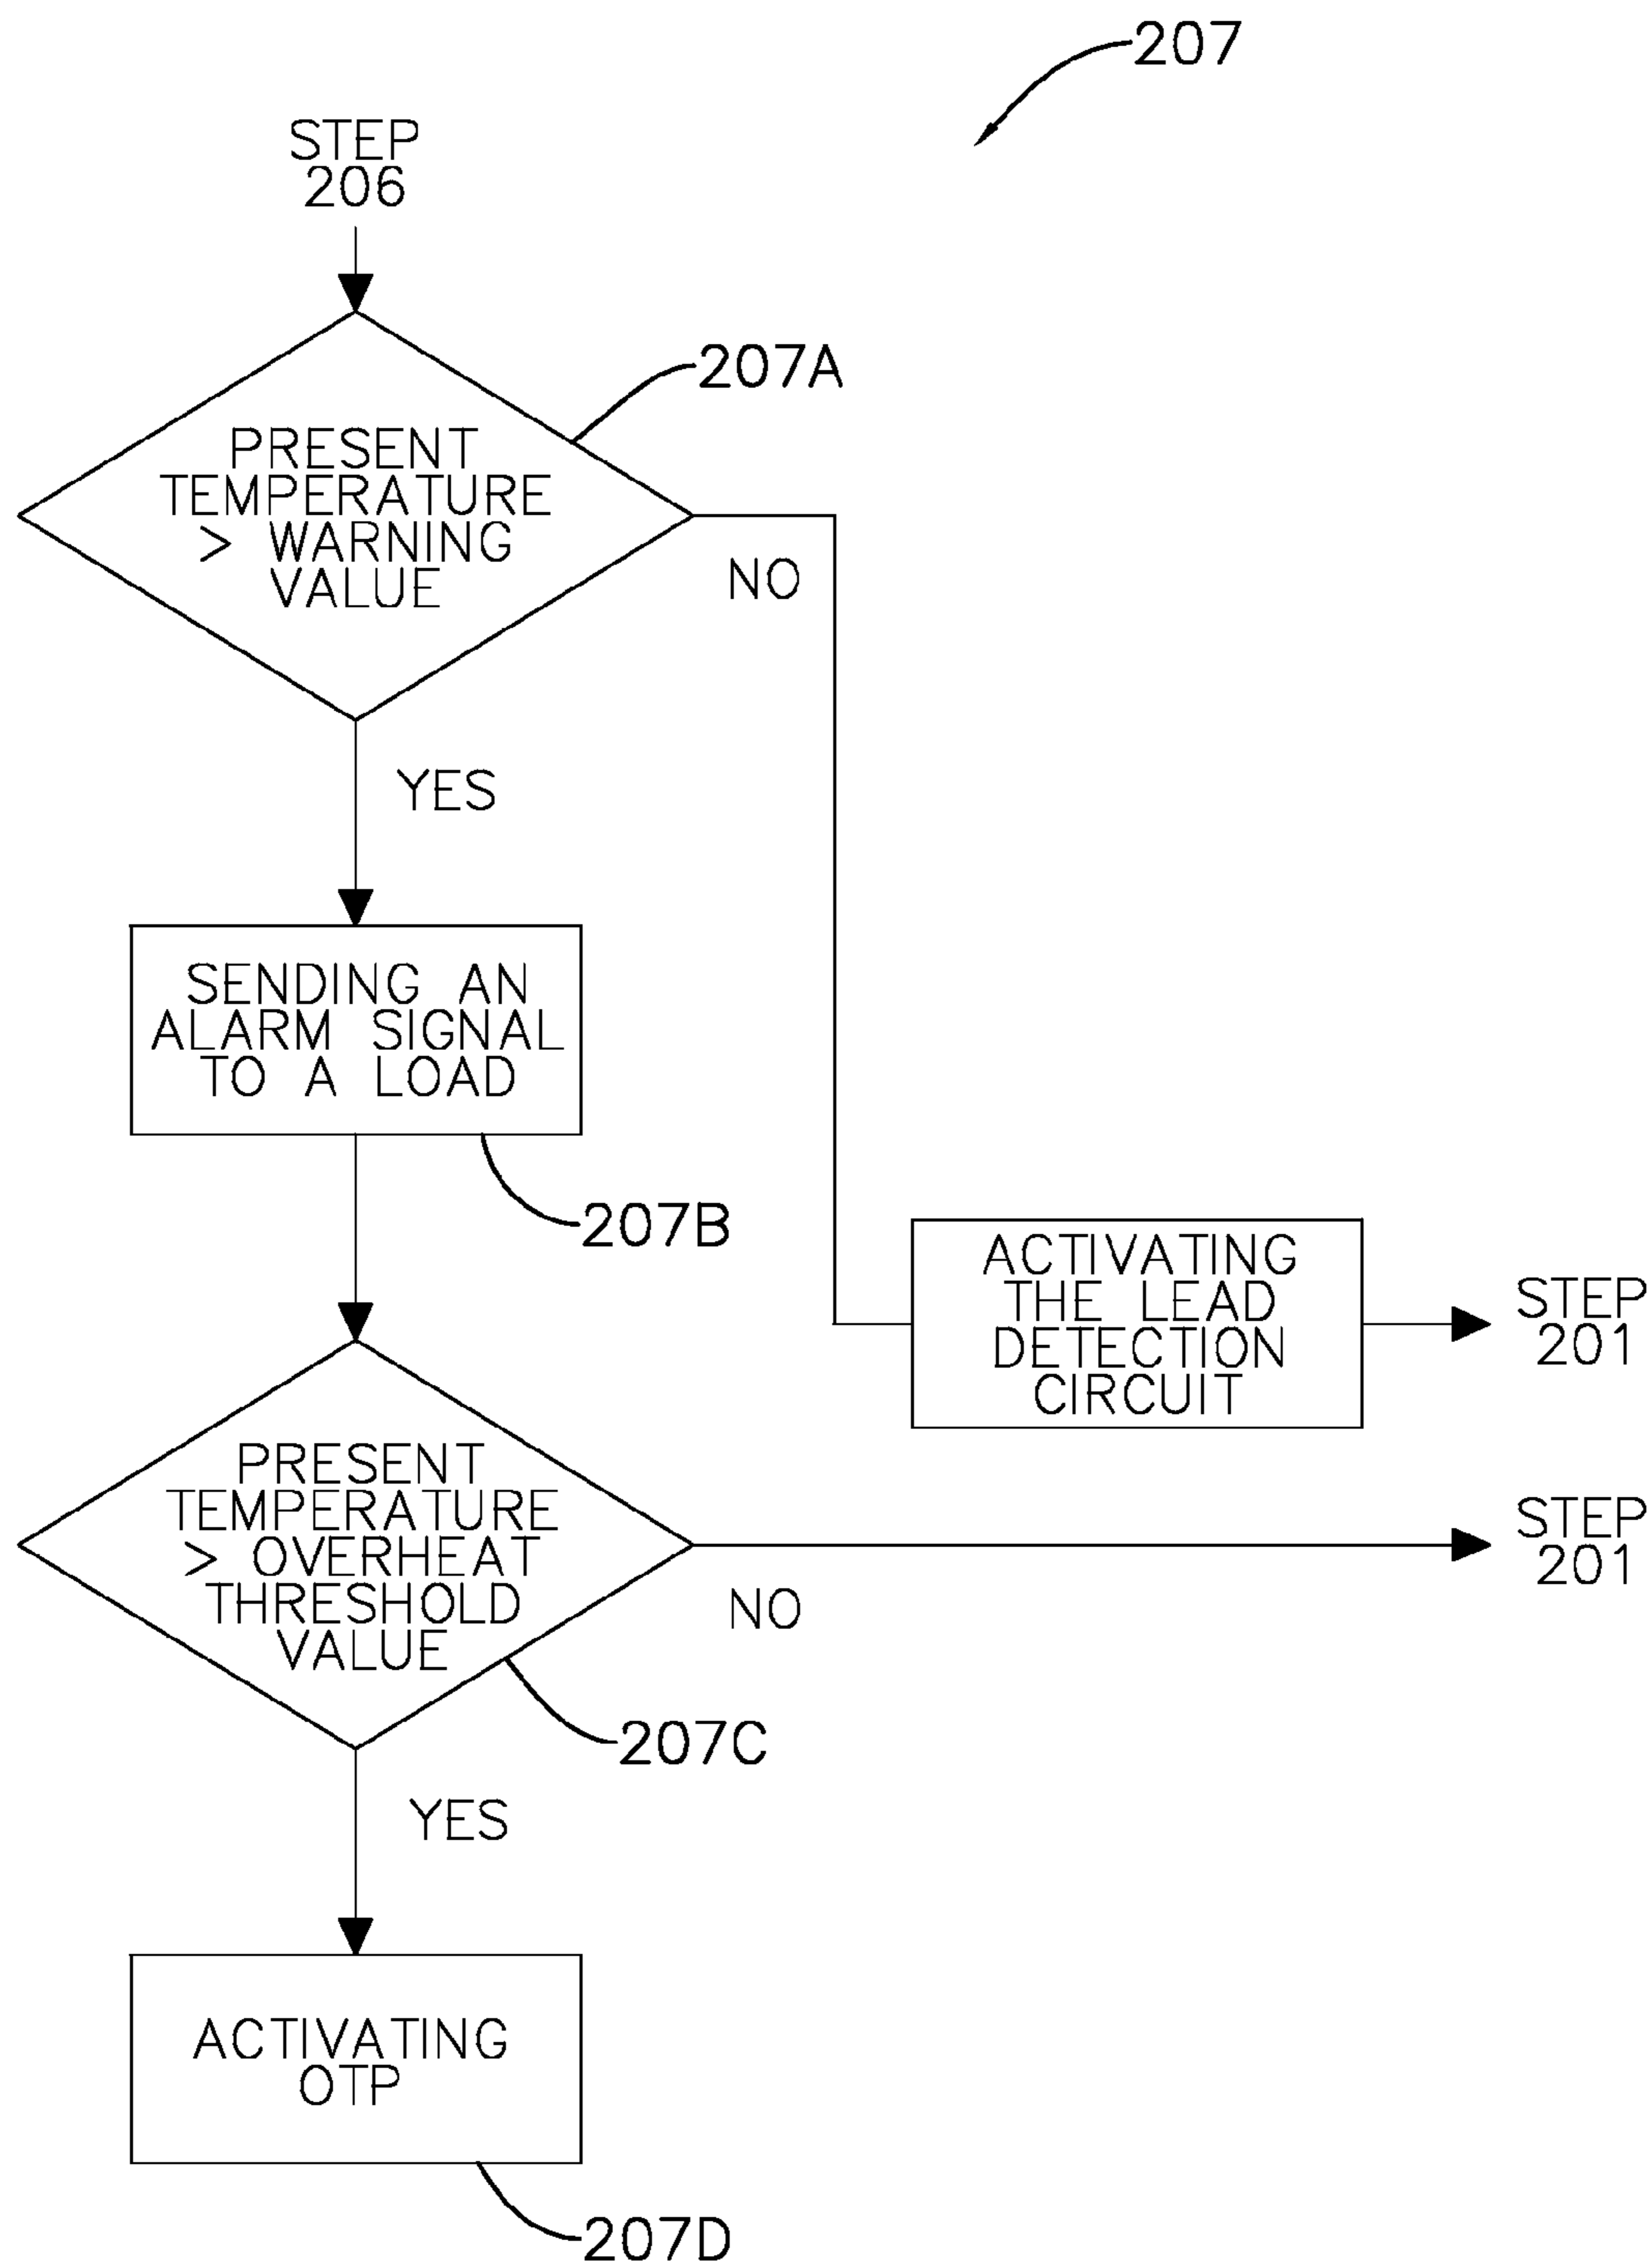 207
STEP
206
207A
PRESENT
TEMPERATURE
> WARNING
VALUE
NO
YES
SENDING AN
ALARM SIGNAL
TO A LOAD
207B
ACTIVATING
THE LEAD
DETECTION
CIRCUIT
STEP
201
PRESENT
TEMPERATURE
> OVERHEAT
THRESHOLD
VALUE
STEP
201
NO
207C
YES
ACTIVATING
OTP
207D